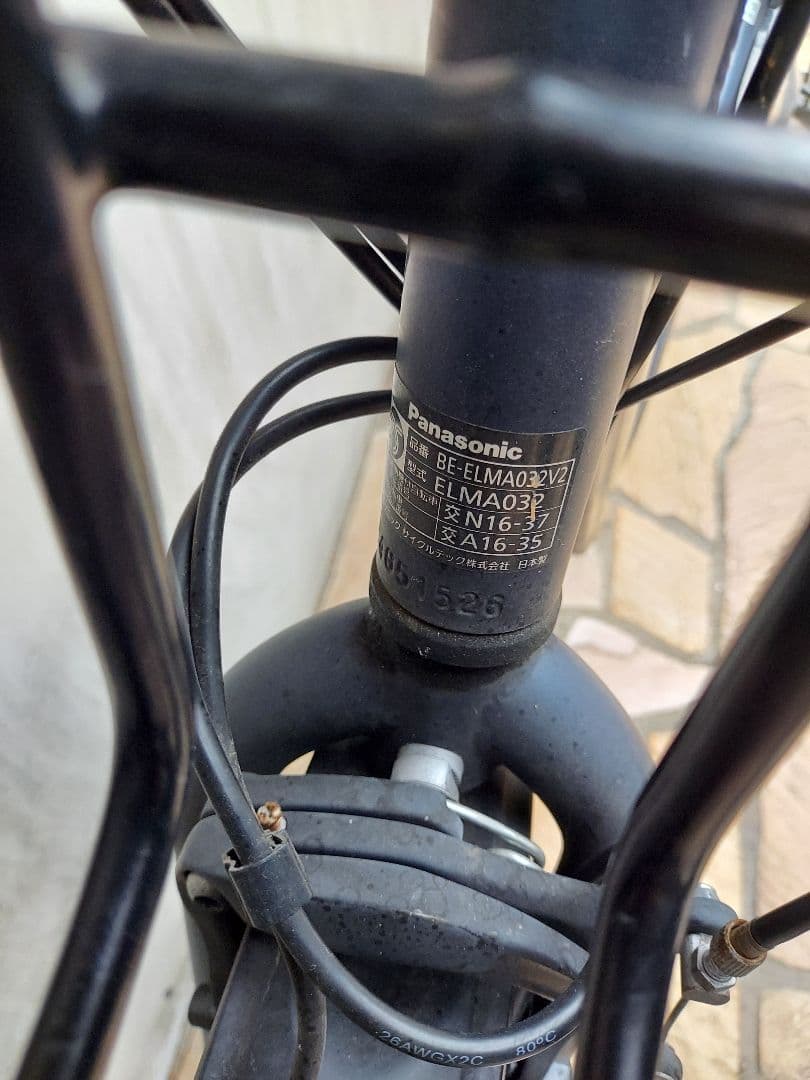 Panasonic
品番 BE-ELMA032V2
型式 ELMA032
交N16-37
交A16-35
サイクルテック株式会社 日本製
1526
26AWGX2C 80°C